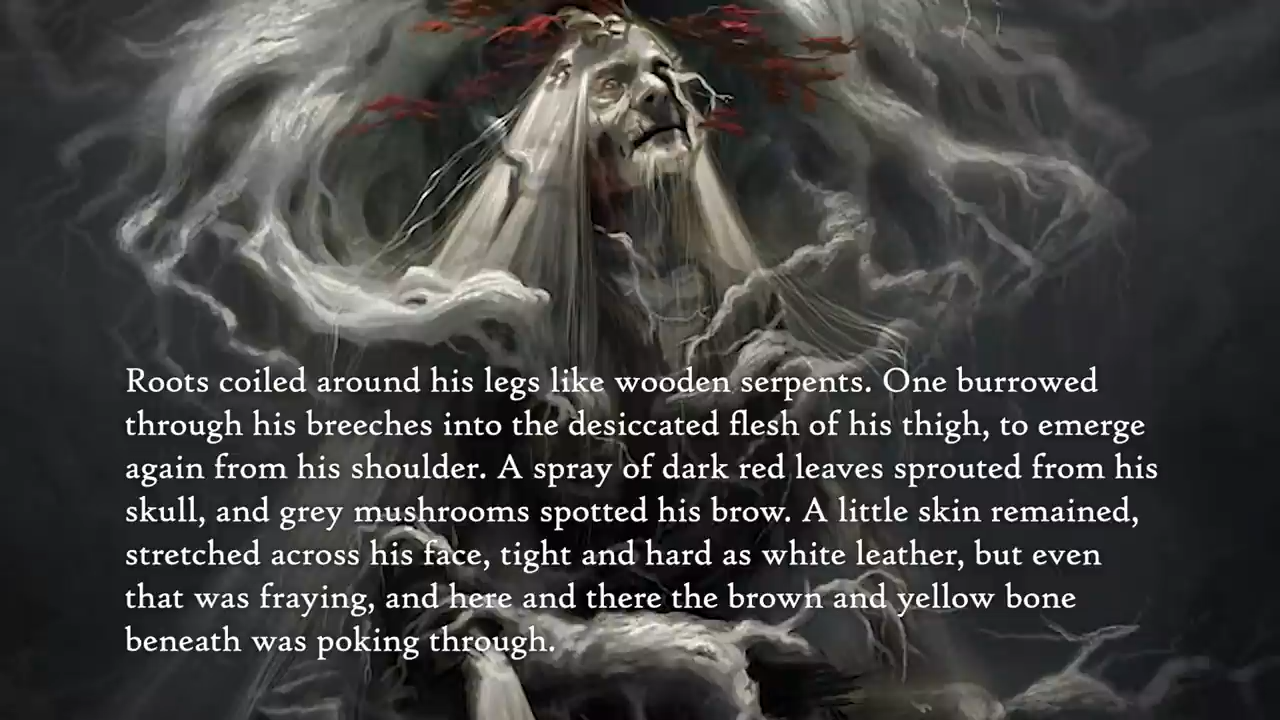 Roots coiled around his legs like wooden serpents. One burrowed
through his breeches into the desiccated flesh of his thigh, to emerge
again from his shoulder. A spray of dark red leaves sprouted from his
skull, and grey mushrooms spotted his brow. A little skin remained,
stretched across his face, tight and hard as white leather, but even
that was fraying, and here and there the brown and yellow bone
beneath was poking through.